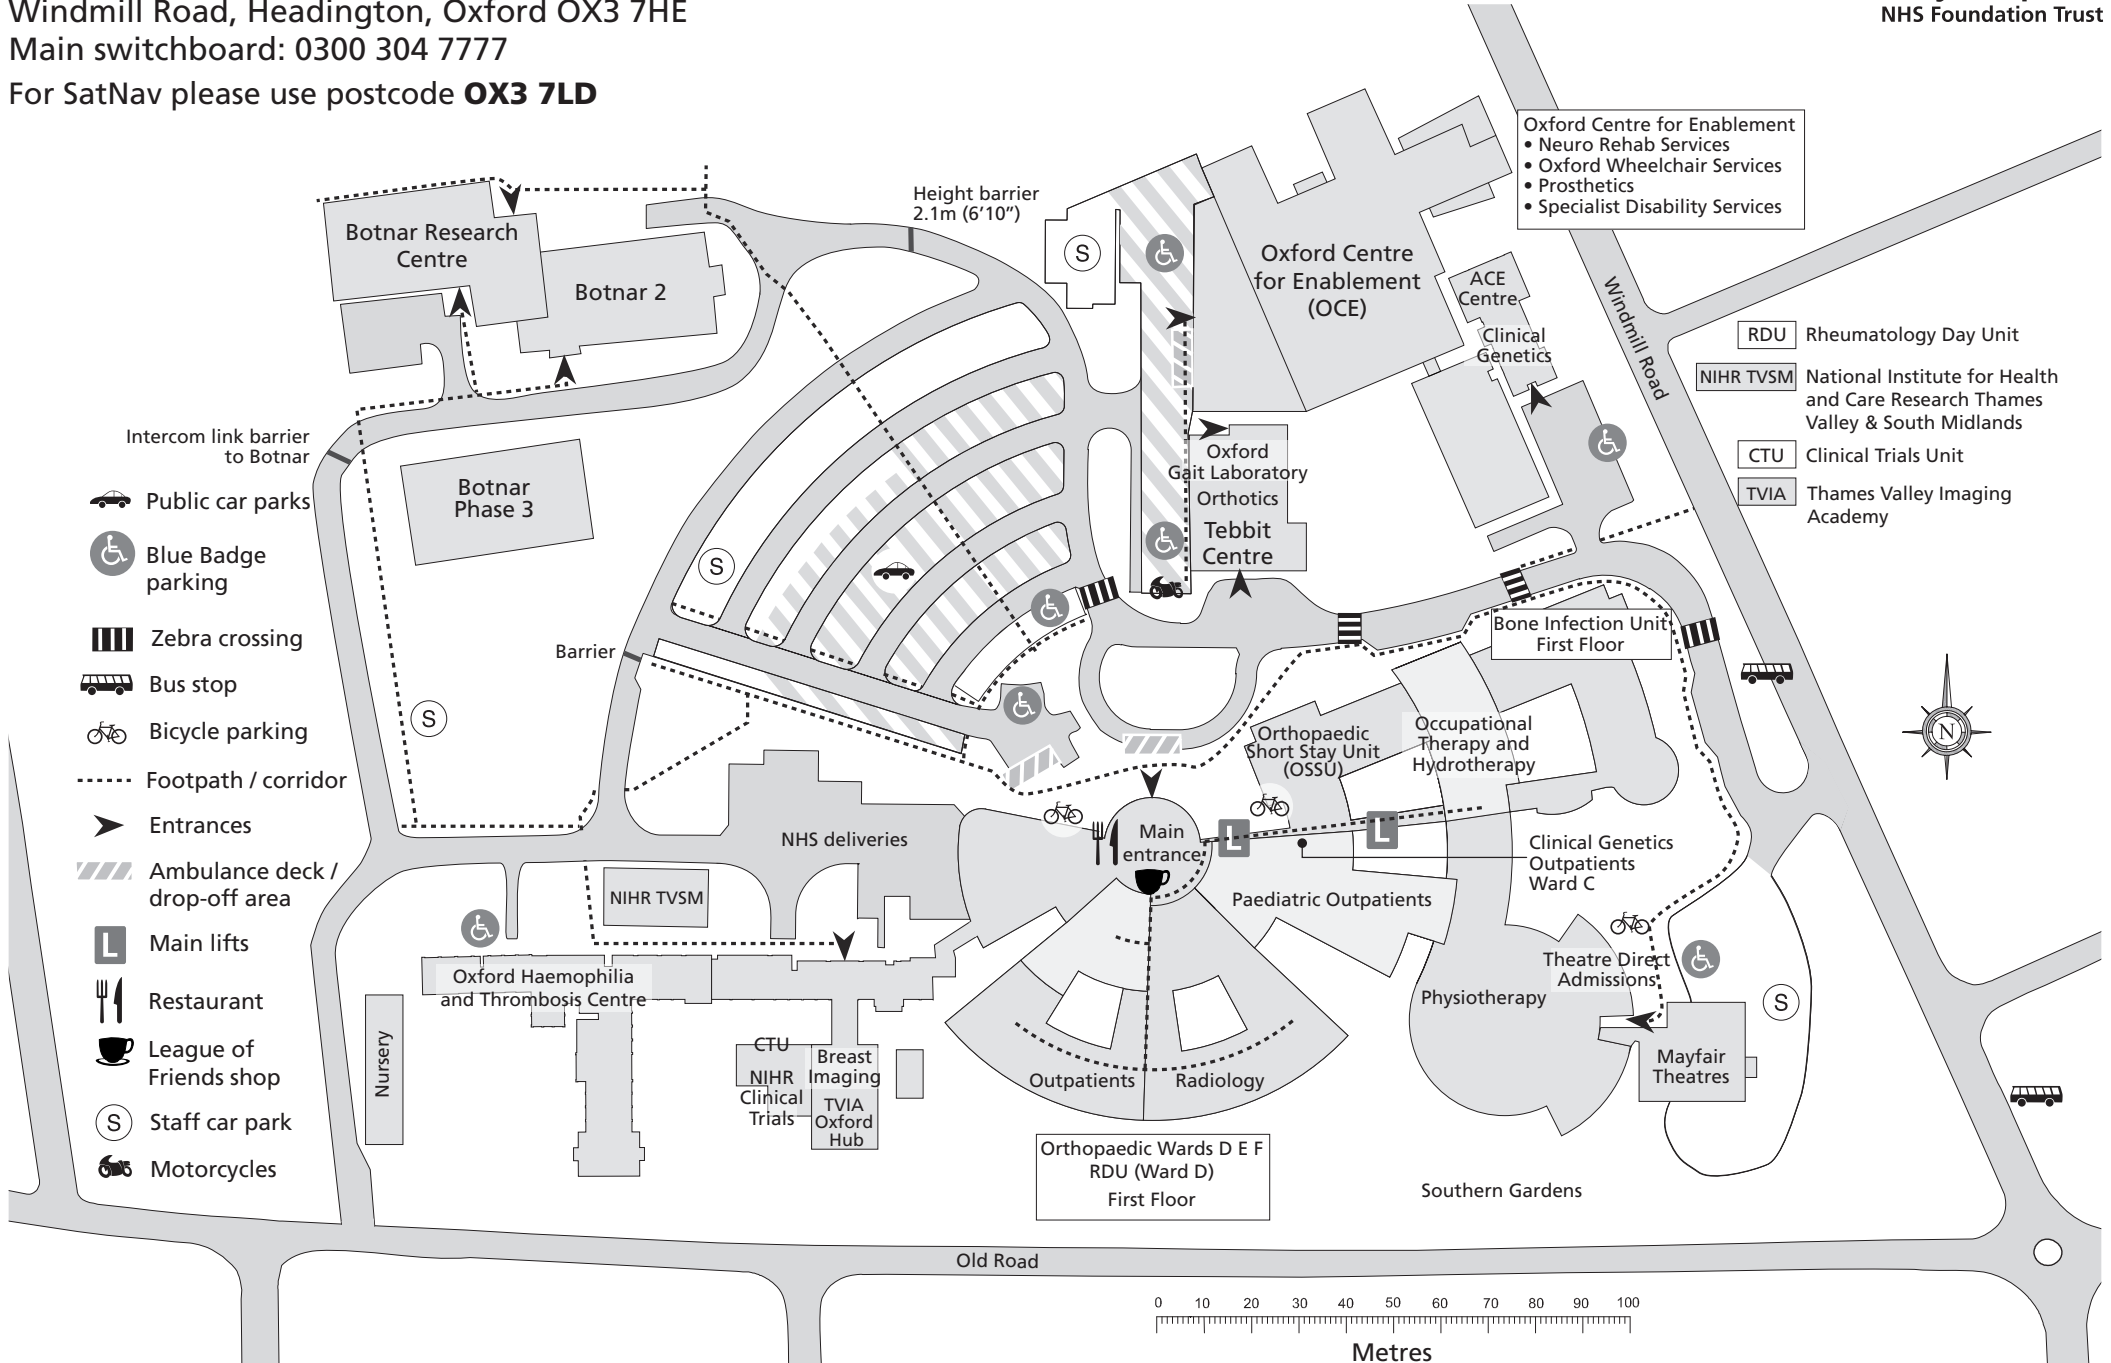 Windmill Road, Headington, Oxford OX3 7HE
Main switchboard: 0300 304 7777
For SatNav please use postcode OX3 7LD
NHS Foundation Trust
Oxford Centre for Enablement
• Neuro Rehab Services
• Oxford Wheelchair Services
• Prosthetics
• Specialist Disability Services
Height barrier
2.1m (6’10”)
Botnar Research
Centre
Botnar 2
S
Oxford Centre
for Enablement
(OCE)
ACE
Centre
Clinical
Genetics
Windmill Road
RDU Rheumatology Day Unit
NIHR TVSM National Institute for Health
and Care Research Thames
Valley & South Midlands
CTU Clinical Trials Unit
TVIA Thames Valley Imaging
Academy
Intercom link barrier
to Botnar
Botnar
Phase 3
Oxford
Gait Laboratory
Orthotics
Tebbit
Centre
Public car parks
Blue Badge
parking
Zebra crossing
Bus stop
Bicycle parking
Footpath / corridor
Entrances
Ambulance deck /
drop-off area
L Main lifts
Restaurant
League of
Friends shop
S Staff car park
Motorcycles
S
Barrier
S
Bone Infection Unit
First Floor
N
Orthopaedic
Short Stay Unit
(OSSU)
Occupational
Therapy and
Hydrotherapy
NHS deliveries
Main
entrance
L
L
Clinical Genetics
Outpatients
Ward C
NIHR TVSM
Paediatric Outpatients
Oxford Haemophilia
and Thrombosis Centre
Theatre Direct
Admissions
Physiotherapy
S
Nursery
CTU
NIHR
Clinical
Trials
Breast
Imaging
TVIA
Oxford
Hub
Outpatients
Radiology
Mayfair
Theatres
Orthopaedic Wards D E F
RDU (Ward D)
First Floor
Southern Gardens
Old Road
0 10 20 30 40 50 60 70 80 90 100
Metres